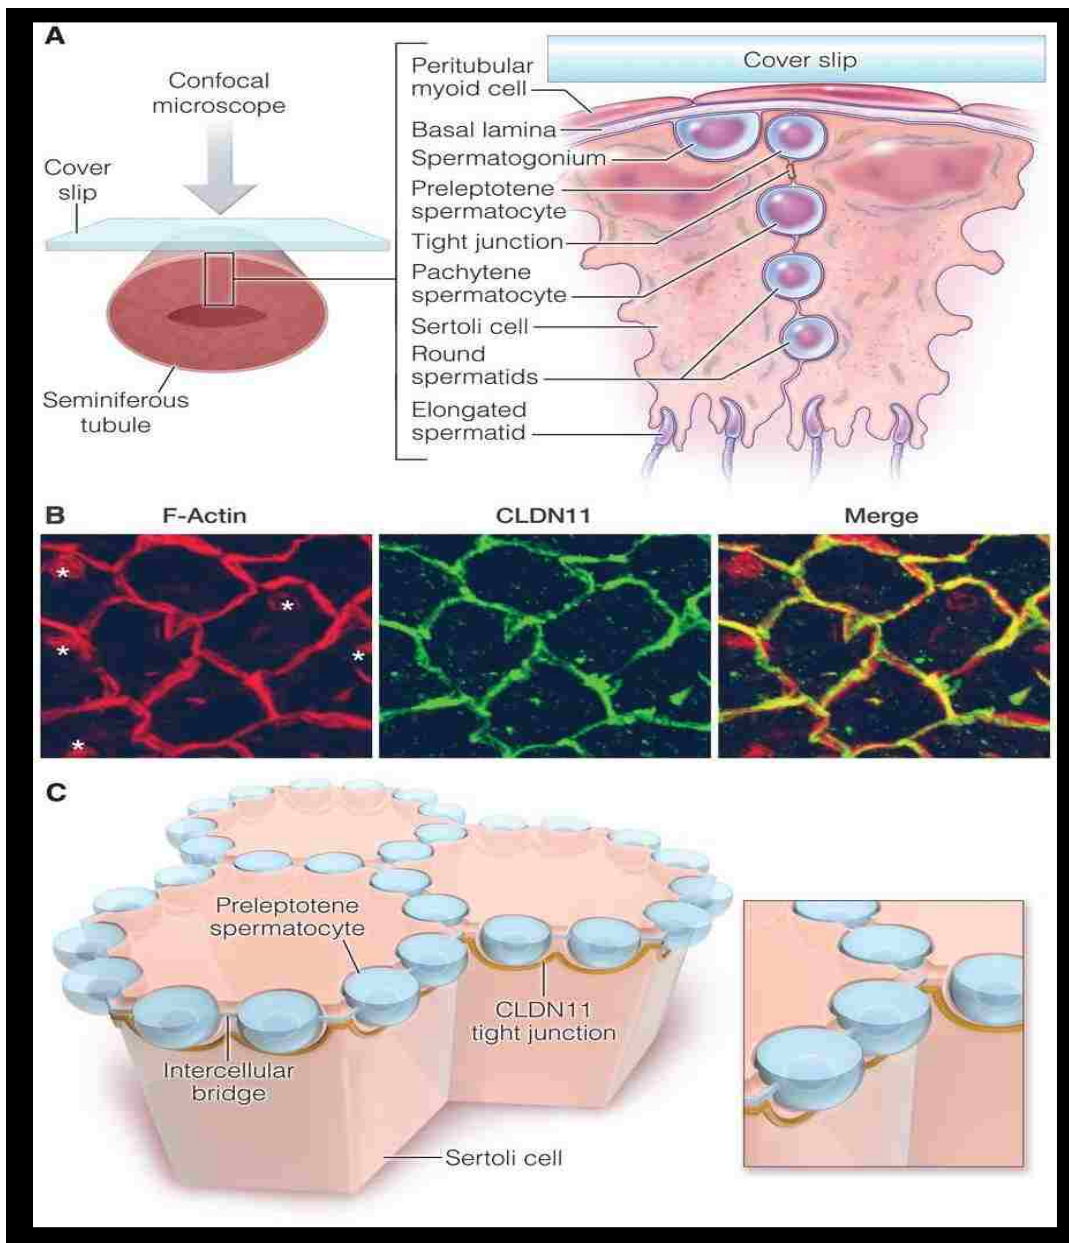 A
Confocal
microscope
Cover
slip
Seminiferous
tubule
Peritubular
myoid cell
Basal lamina
Spermatogonium
Preleptotene
spermatocyte
Tight junction
Pachytene
spermatocyte
Sertoli cell
Round
spermatids
Elongated
spermatid
Cover slip
B
F-Actin
CLDN11
Merge
*
*
*
*
*
C
Preleptotene
spermatocyte
CLDN11
tight junction
Intercellular
bridge
Sertoli cell